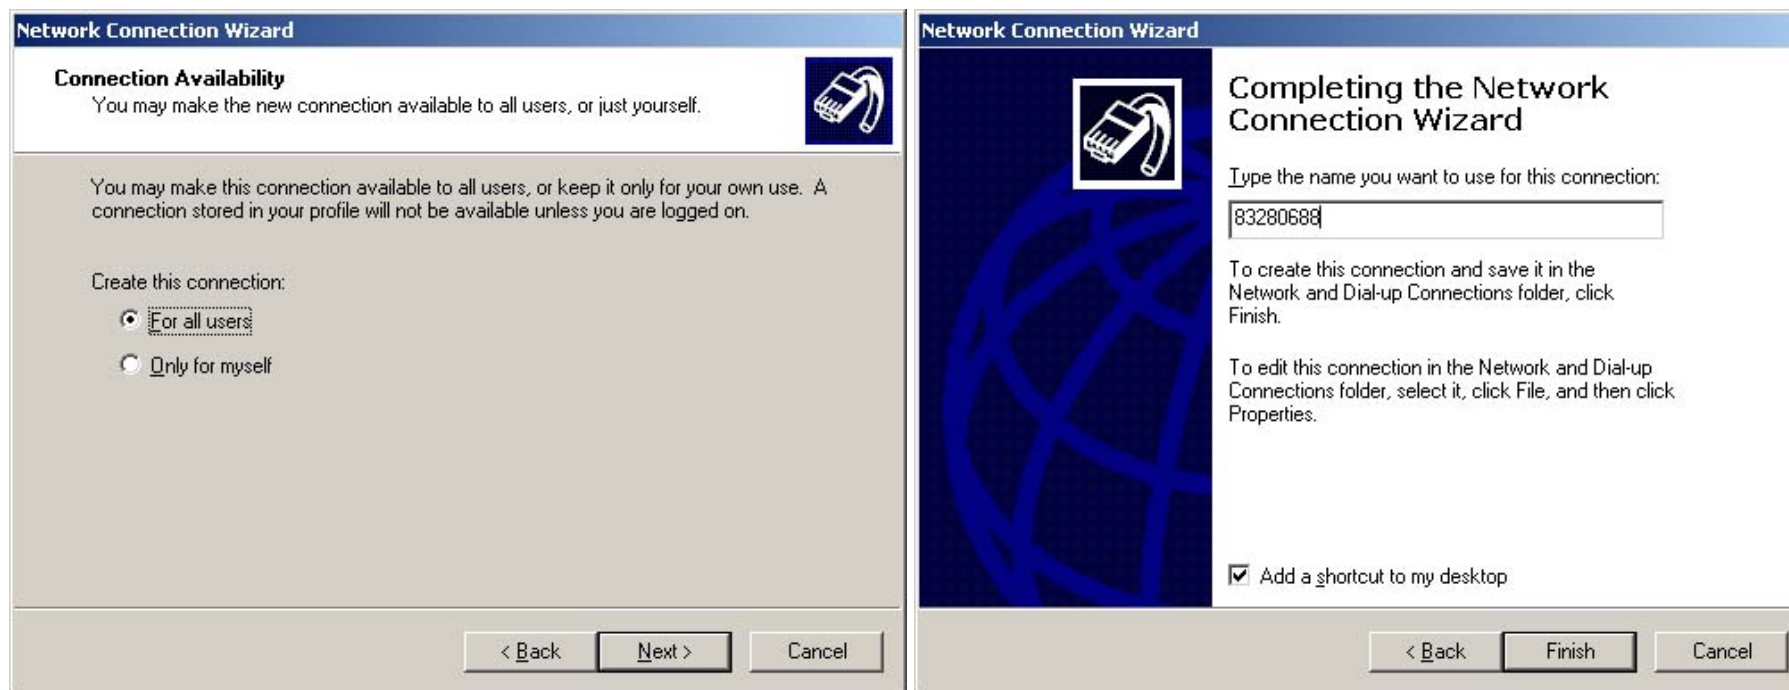 Network Connection Wizard
Connection Availability
You may make the new connection available to all users, or just yourself.
You may make this connection available to all users, or keep it only for your own use.  A
connection stored in your profile will not be available unless you are logged on.
Create this connection:
For all users
Only for myself
< Back
Next >
Cancel
Network Connection Wizard
Completing the Network
Connection Wizard
Type the name you want to use for this connection:
83280688
To create this connection and save it in the
Network and Dial-up Connections folder, click
Finish.
To edit this connection in the Network and Dial-up
Connections folder, select it, click File, and then click
Properties.
Add a shortcut to my desktop
< Back
Finish
Cancel